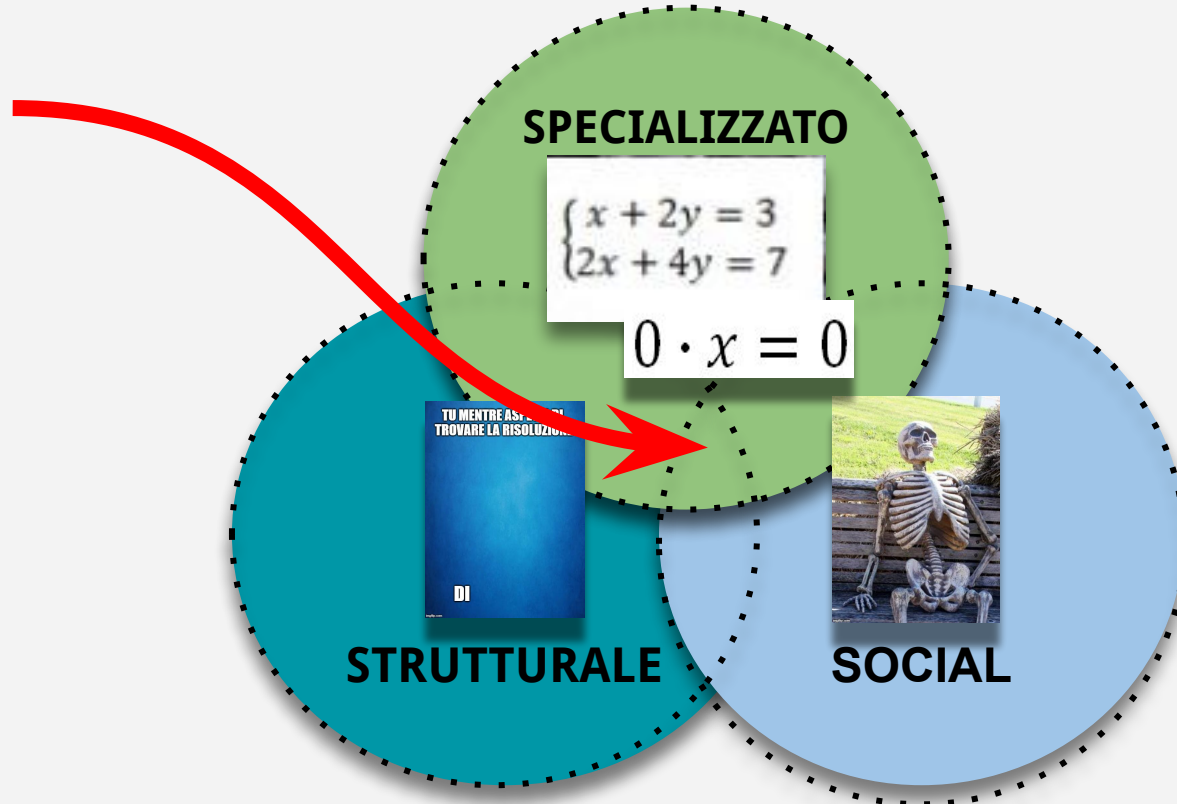 SPECIALIZZATO
x + 2y = 3
2x + 4y = 7
0 · x = 0
TU MENTRE
TROVARE LA
DI
STRUTTURALE
SOCIAL